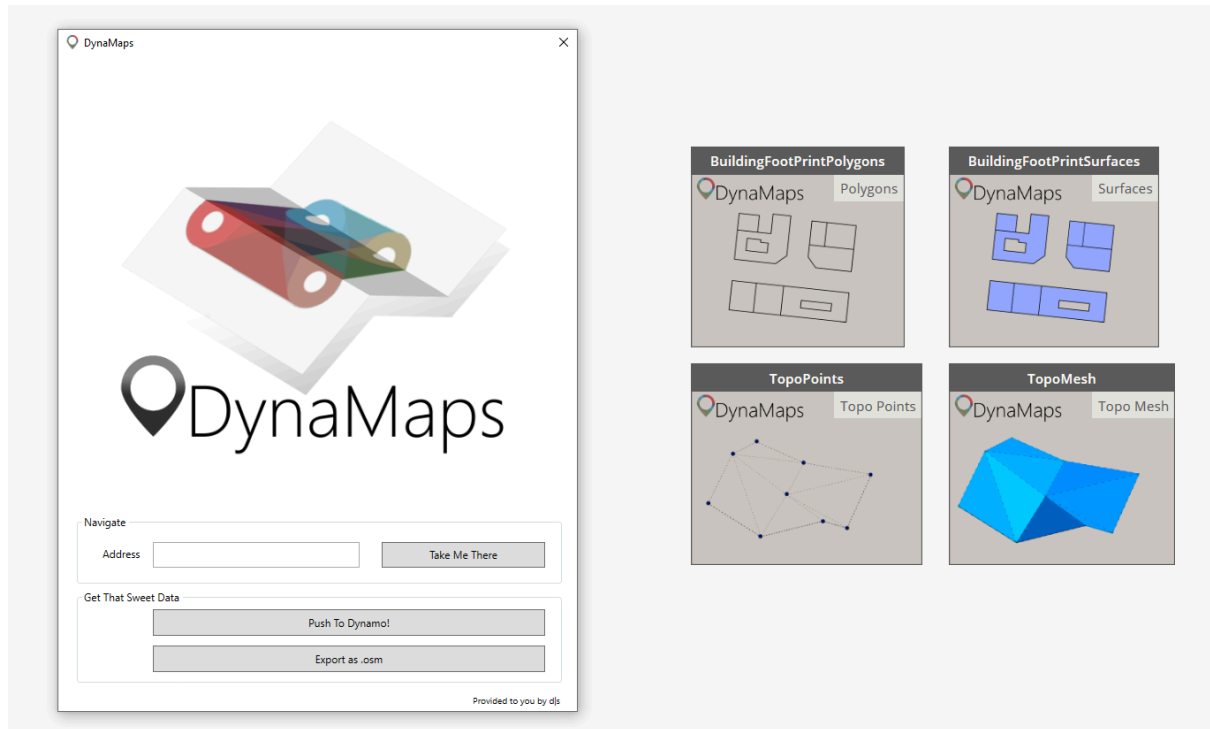 DynaMaps
DynaMaps
Navigate
Address
Take Me There
Get That Sweet Data
Push To Dynamo!
Export as .osm
Provided to you by d|s
BuildingFootPrintPolygons
DynaMaps
Polygons
BuildingFootPrintSurfaces
DynaMaps
Surfaces
TopoPoints
DynaMaps
Topo Points
TopoMesh
DynaMaps
Topo Mesh